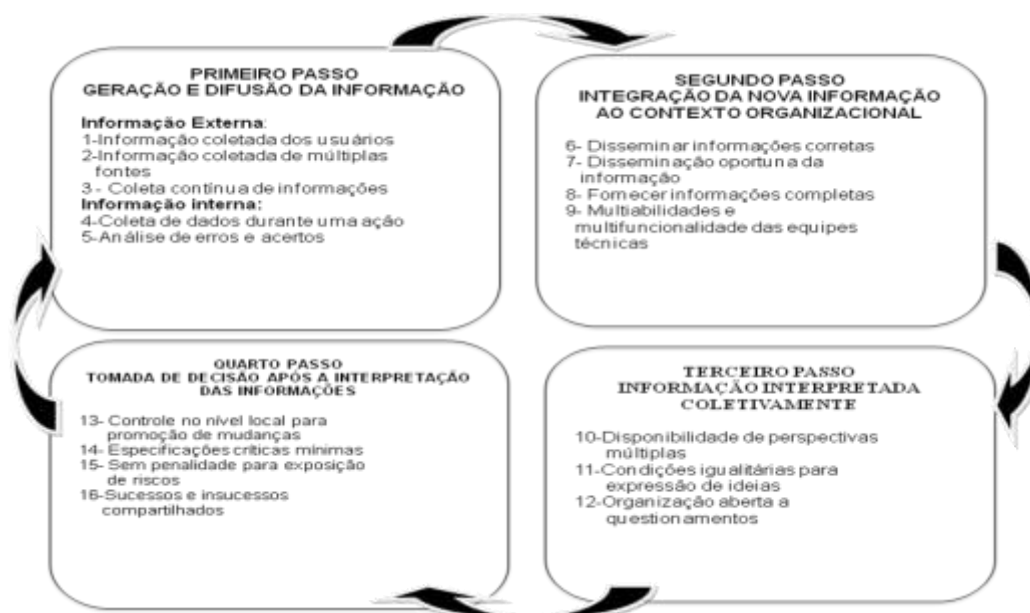 PRIMEIRO PASSO
GERAÇÃO E DIFUSÃO DA INFORMAÇÃO
Informação Externa:
1-Informação coletada dos usuários
2-Informação coletada de múltiplas
fontes
3- Coleta contínua de informações
Informação interna:
4-Coleta de dados durante uma ação
5-Análise de erros e acertos
SEGUNDO PASSO
INTEGRAÇÃO DA NOVA INFORMAÇÃO
AO CONTEXTO ORGANIZACIONAL
6- Disseminar informações corretas
7- Disseminação oportuna da
informação
8- Fornecer informações completas
9- Multiabilidades e
multifuncionalidade das equipes
técnicas
TERCEIRO PASSO
INFORMAÇÃO INTERPRETADA
COLETIVAMENTE
10-Disponibilidade de perspectivas
múltiplas
11-Condições igualitárias para
expressão de ideias
12-Organização aberta a
questionamentos
QUARTO PASSO
TOMADA DE DECISÃO APÓS A INTERPRETAÇÃO
DAS INFORMAÇÕES
13- Controle no nível local para
promoção de mudanças
14- Especificações críticas mínimas
15- Sem penalidade para exposição
de riscos
16-Sucessos e insucessos
compartilhados